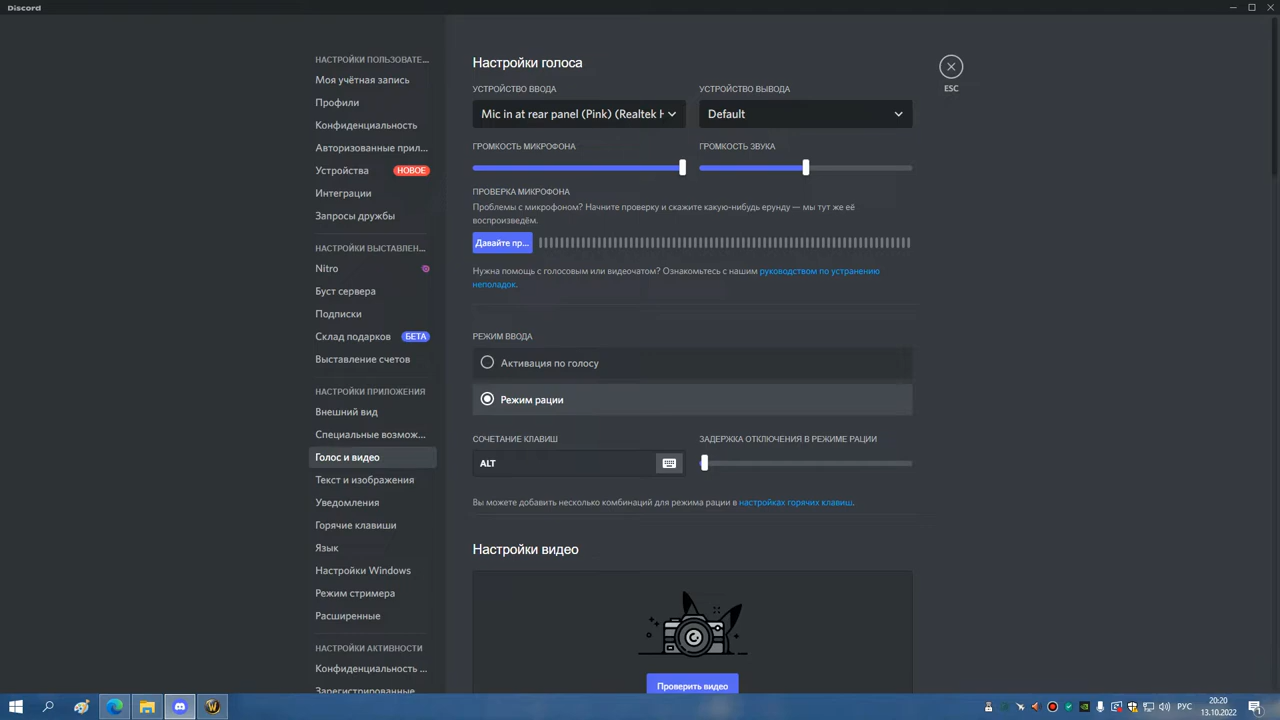 Discord
НАСТРОЙКИ ПОЛЬЗОВАТЕ...
Моя учётная запись
Профили
Конфиденциальность
Авторизованные прил...
Устройства НОВОЕ
Интеграции
Запросы дружбы
НАСТРОЙКИ ВЫСТАВЛЕН...
Nitro
Буст сервера
Подписки
Склад подарков БЕТА
Выставление счетов
НАСТРОЙКИ ПРИЛОЖЕНИЯ
Внешний вид
Специальные возмож...
Голос и видео
Текст и изображения
Уведомления
Горячие клавиши
Язык
Настройки Windows
Режим стримера
Расширенные
НАСТРОЙКИ АКТИВНОСТИ
Конфиденциальность ...
Зарегистрированные
Настройки голоса
ESC
УСТРОЙСТВО ВВОДА УСТРОЙСТВО ВЫВОДА
Mic in at rear panel (Pink) (Realtek H Default
ГРОМКОСТЬ МИКРОФОНА ГРОМКОСТЬ ЗВУКА
ПРОВЕРКА МИКРОФОНА
Проблемы с микрофоном? Начните проверку и скажите какую-нибудь ерунду — мы тут же её
воспроизведём.
Давайте пр...
Нужна помощь с голосовым или видеочатом? Ознакомьтесь с нашим руководством по устранению
неполадок.
РЕЖИМ ВВОДА
Активация по голосу
Режим рации
СОЧЕТАНИЕ КЛАВИШ ЗАДЕРЖКА ОТКЛЮЧЕНИЯ В РЕЖИМЕ РАЦИИ
ALT
Вы можете добавить несколько комбинаций для режима рации в настройках горячих клавиш.
Настройки видео
Проверить видео
РУС
20:20
13.10.2022
1